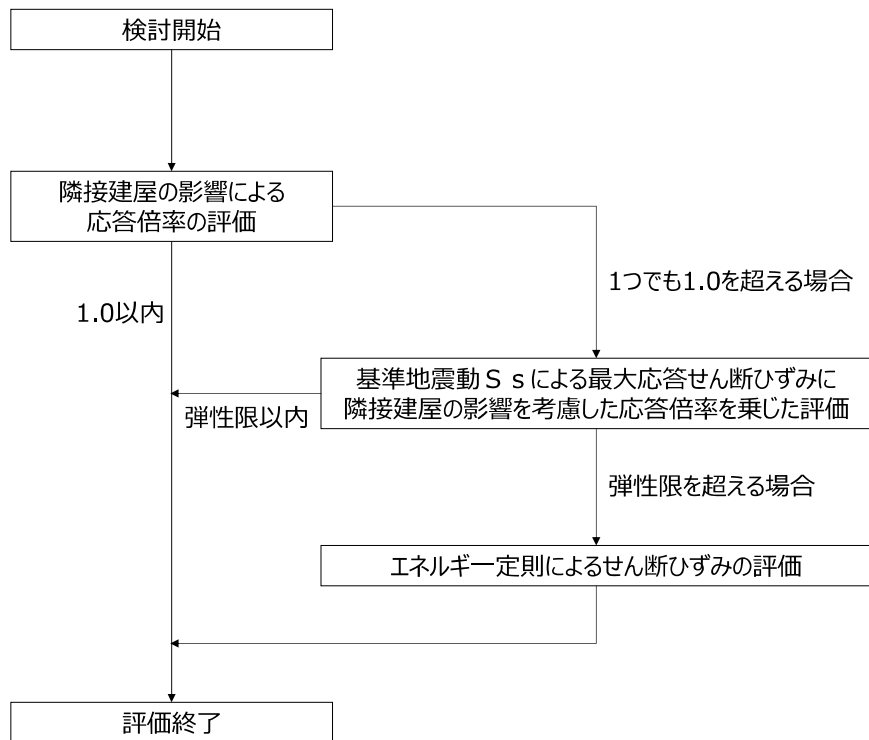 検討開始
隣接建屋の影響による
応答倍率の評価
1つでも1.0を超える場合
1.0以内
基準地震動Ｓｓによる最大応答せん断ひずみに
隣接建屋の影響を考慮した応答倍率を乗じた評価
弾性限以内
弾性限を超える場合
エネルギー定則によるせん断ひずみの評価
評価終了